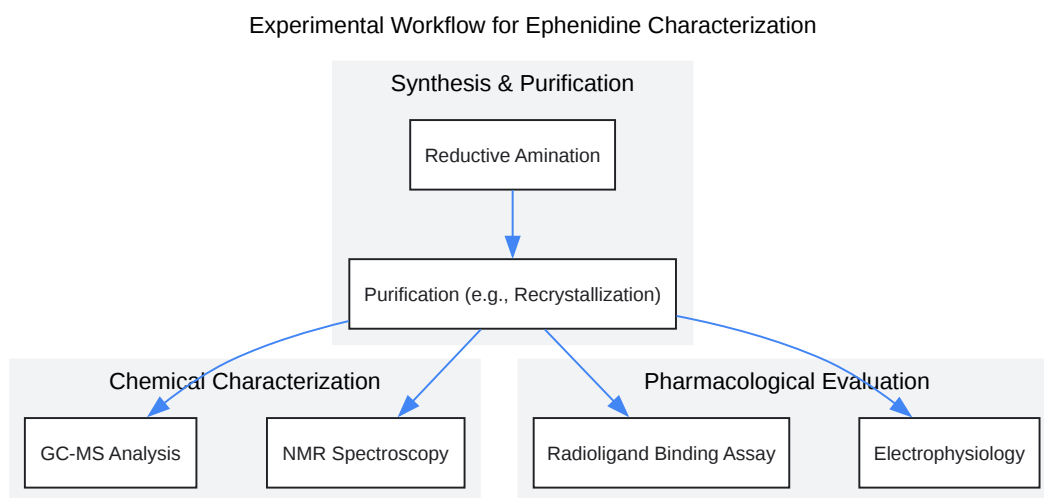 Experimental Workflow for Ephenidine Characterization
Synthesis & Purification
Reductive Amination
Purification (e.g., Recrystallization)
Chemical Characterization
Pharmacological Evaluation
GC-MS Analysis
NMR Spectroscopy
Radioligand Binding Assay
Electrophysiology